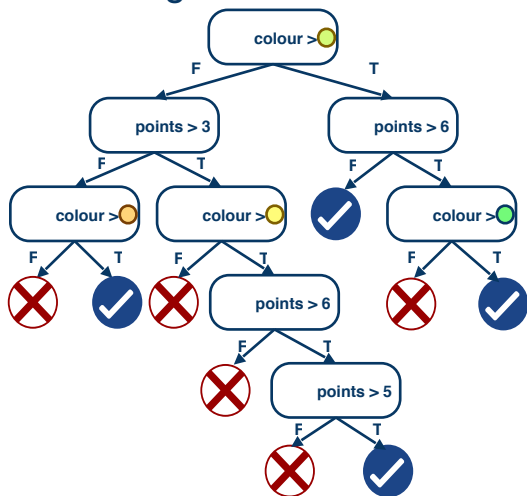 colour >
F T
points > 3 points > 6
F T F T
colour > colour > colour >
F T F T F T
points > 6
F T
points > 5
F T